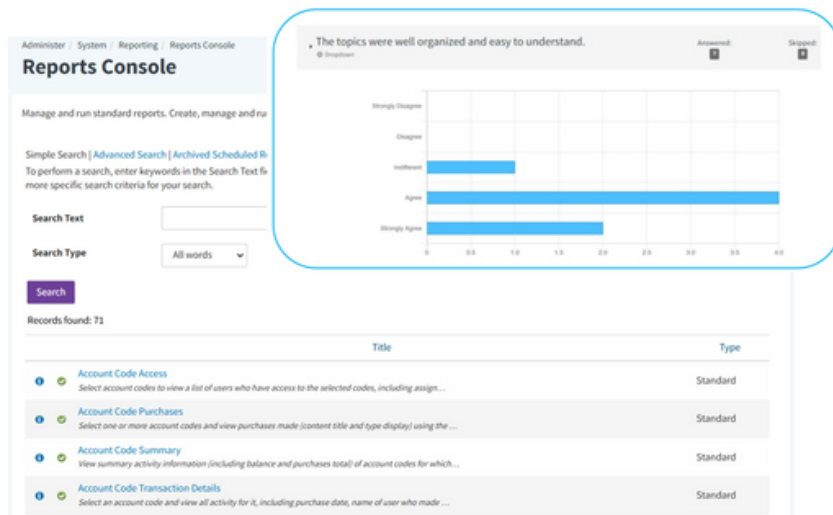 Administer / System / Reporting / Reports Console
Reports Console
Manage and run standard reports. Create, manage and ru
Simple Search | Advanced Search | Archived Scheduled R
To perform a search, enter keywords in the Search Text fi
more specific search criteria for your search.
Search Text
Search Type
All words
Search
Records found: 71
Title
Type
Account Code Access
Standard
Select account codes to view a list of users who have access to the selected codes, including assign...
Account Code Purchases
Standard
Select one or more account codes and view purchases made (content title and type display) using the ...
Account Code Summary
Standard
View summary activity information (including balance and purchases total) of account codes for which...
Account Code Transaction Details
Standard
Select an account code and view all activity for it, including purchase date, name of user who made ...
The topics were well organized and easy to understand.
Dropdown
Answered:
7
Skipped:
Strongly Disagree
Disagree
Indifferent
Agree
Strongly Agree
0 0.5 1.0 1.5 2.0 2.5 3.0 3.5 4.0